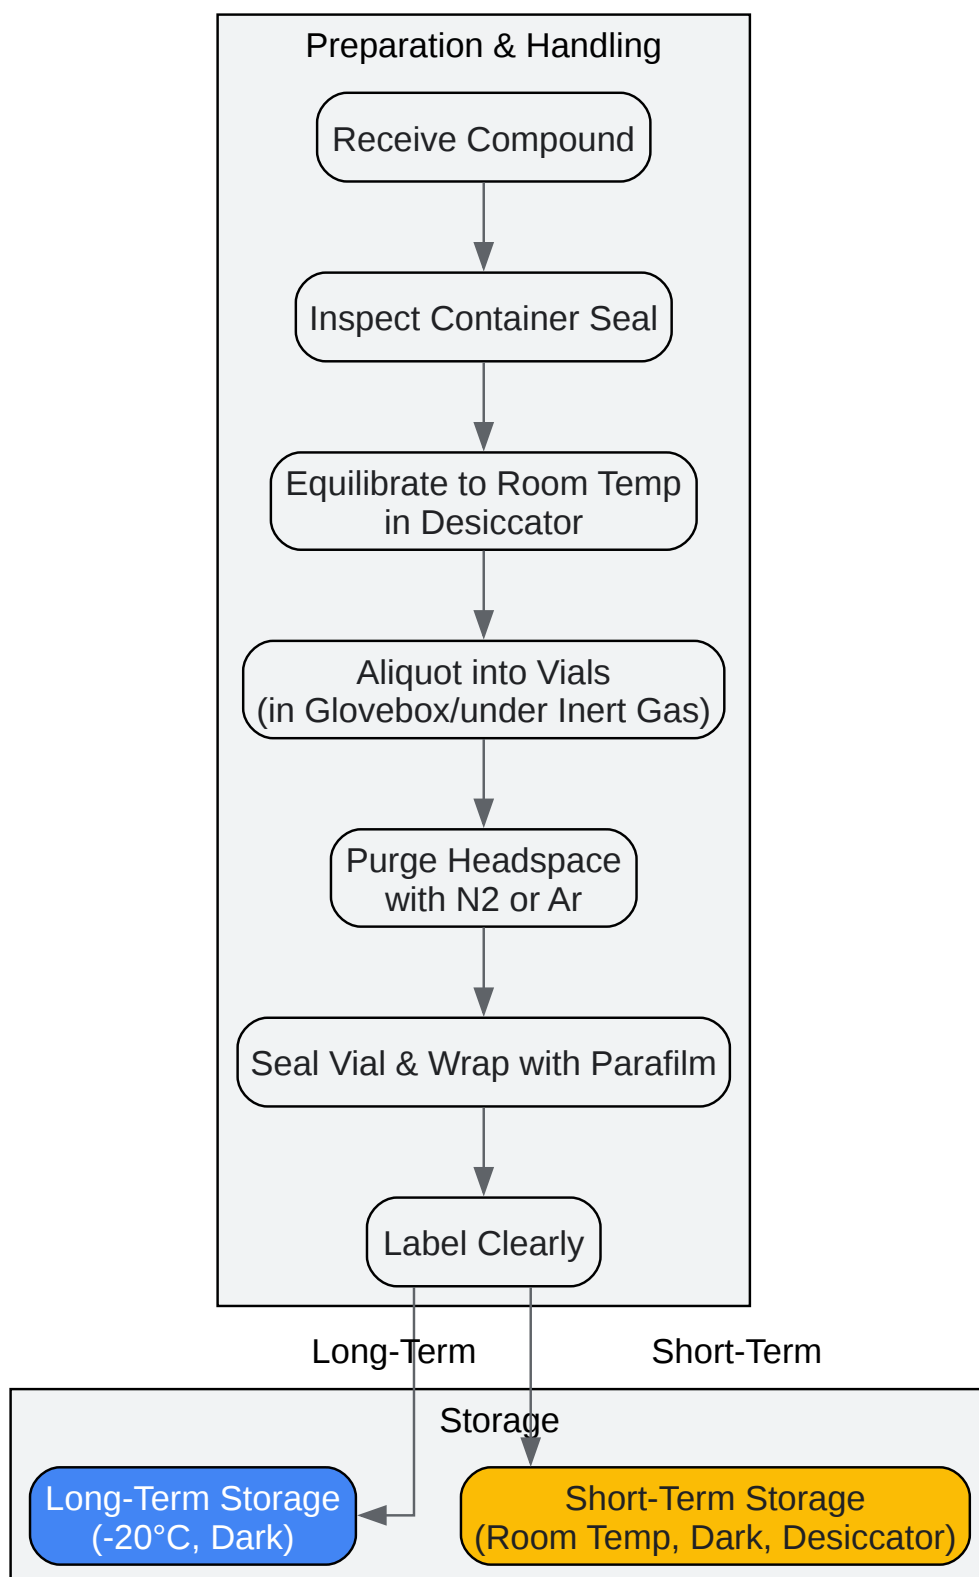 Preparation & Handling
Receive Compound
Inspect Container Seal
Equilibrate to Room Temp
in Desiccator
Aliquot into Vials
(in Glovebox/under Inert Gas)
Purge Headspace
with N2 or Ar
Seal Vial & Wrap with Parafilm
Label Clearly
Long-Term
Short-Term
Storage
Long-Term Storage
(-20°C, Dark)
Short-Term Storage
(Room Temp, Dark, Desiccator)